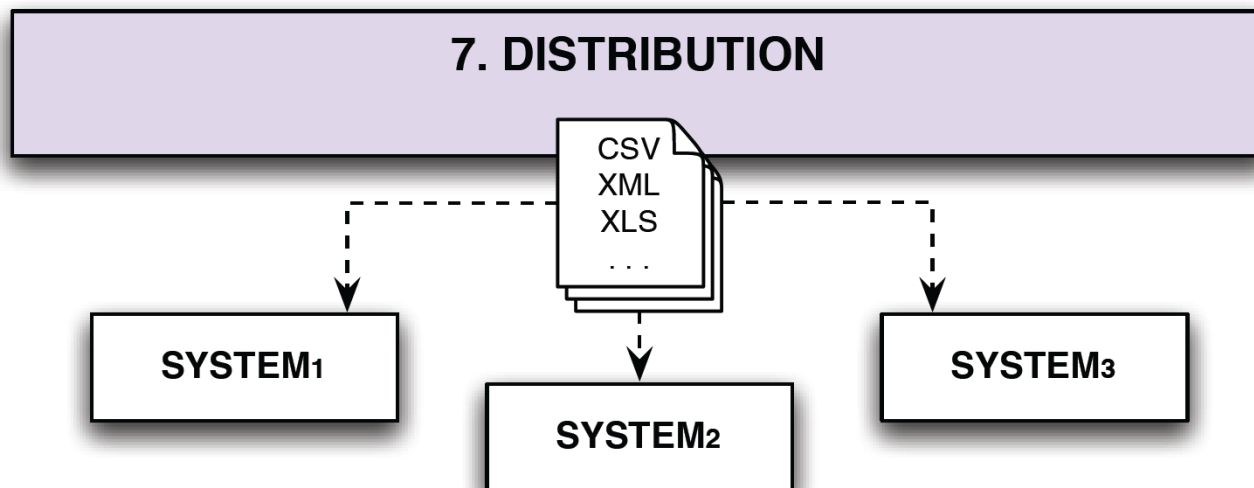 7. DISTRIBUTION
CSV
XML
XLS
. . .
SYSTEM1
SYSTEM3
SYSTEM2